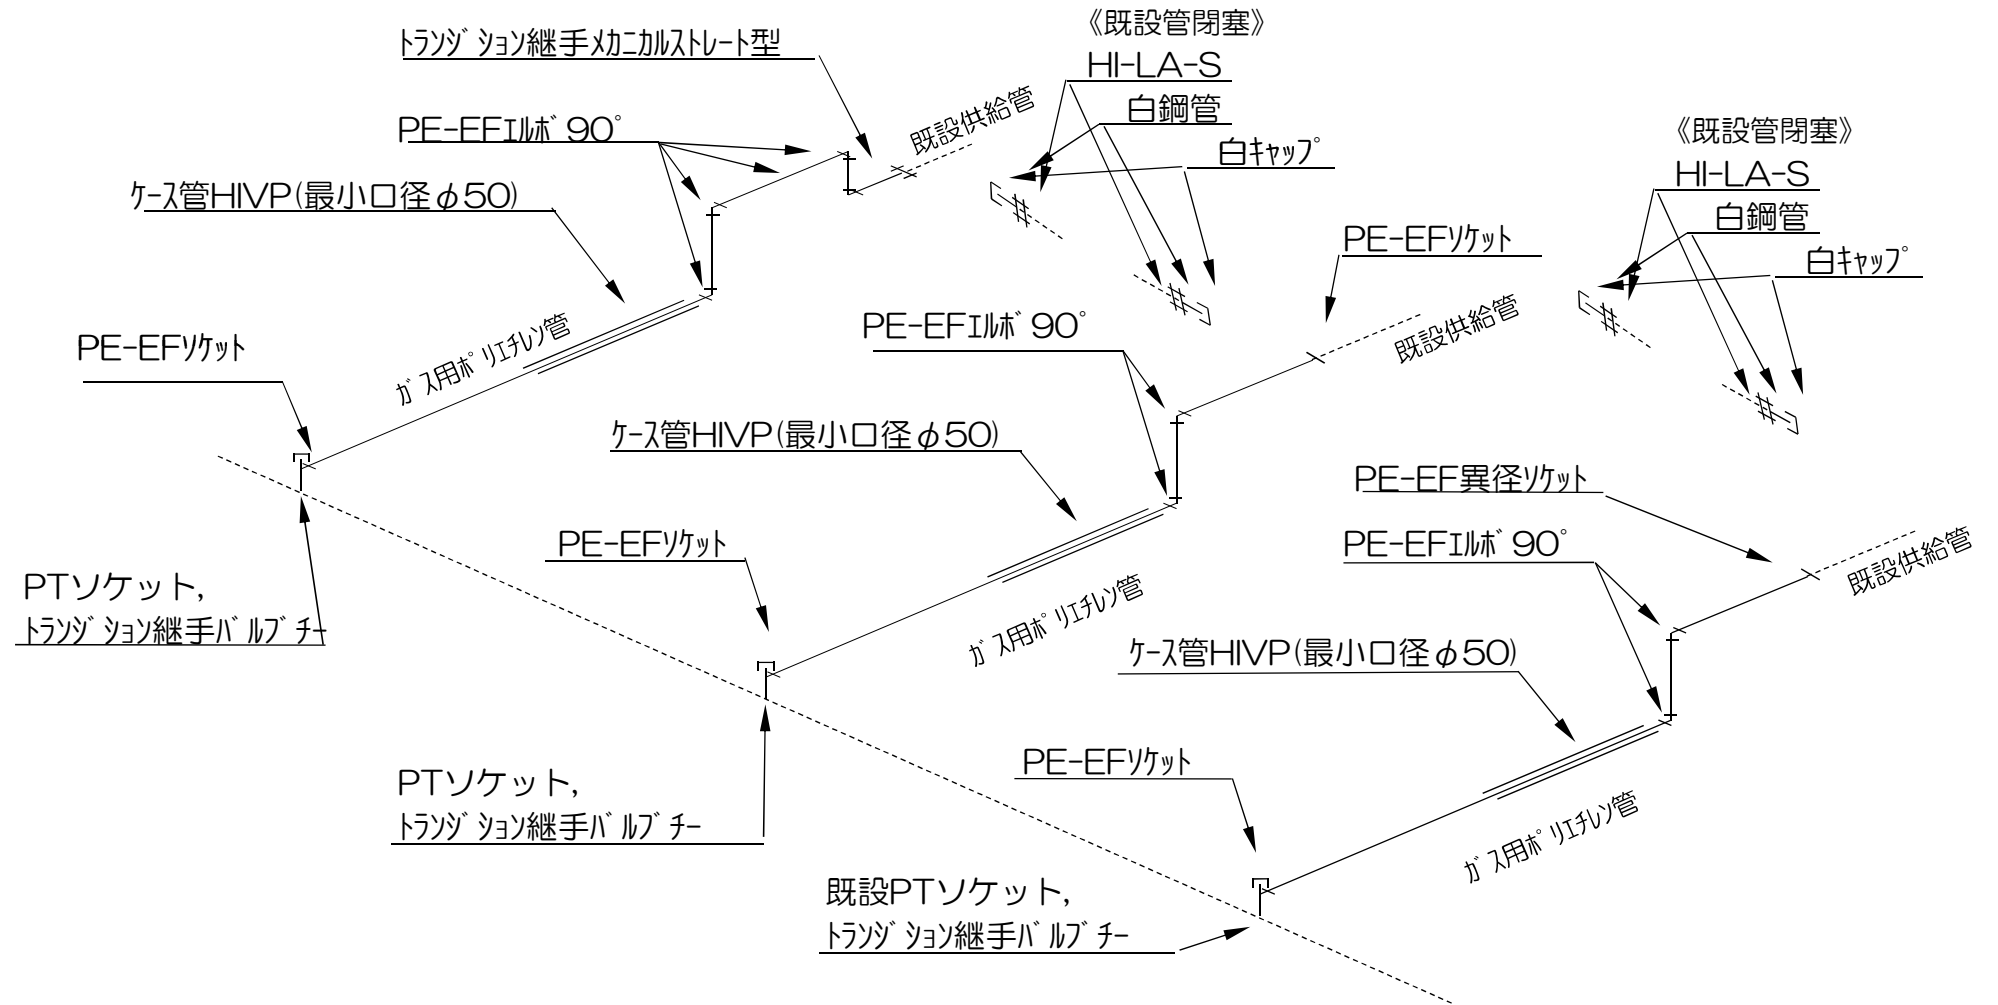 ﾄﾗﾝｼﾞｼｮﾝ継手ﾒｶﾆｶﾙｽﾄﾚｰﾄ型
PE-EFｴﾙﾎﾞ90ﾟ
ｹｰｽ管HIVP(最小口径φ50)
PE-EFｿｹｯﾄ
ｶﾞｽ用ﾎﾟﾘｴﾁﾚﾝ管
既設供給管
PTソケット,
ﾄﾗﾝｼﾞｼｮﾝ継手ﾊﾞﾙﾌﾞﾁｰ
《既設管閉塞》
HI-LA-S
白鋼管
白ｷｬｯﾌﾟ
PE-EFｿｹｯﾄ
既設供給管
PE-EFｴﾙﾎﾞ90ﾟ
ｹｰｽ管HIVP(最小口径φ50)
PE-EFｿｹｯﾄ
ｶﾞｽ用ﾎﾟﾘｴﾁﾚﾝ管
PTソケット,
ﾄﾗﾝｼﾞｼｮﾝ継手ﾊﾞﾙﾌﾞﾁｰ
《既設管閉塞》
HI-LA-S
白鋼管
白ｷｬｯﾌﾟ
PE-EF異径ｿｹｯﾄ
PE-EFｴﾙﾎﾞ90ﾟ
既設供給管
ｹｰｽ管HIVP(最小口径φ50)
PE-EFｿｹｯﾄ
ｶﾞｽ用ﾎﾟﾘｴﾁﾚﾝ管
既設PTソケット,
ﾄﾗﾝｼﾞｼｮﾝ継手ﾊﾞﾙﾌﾞﾁｰ